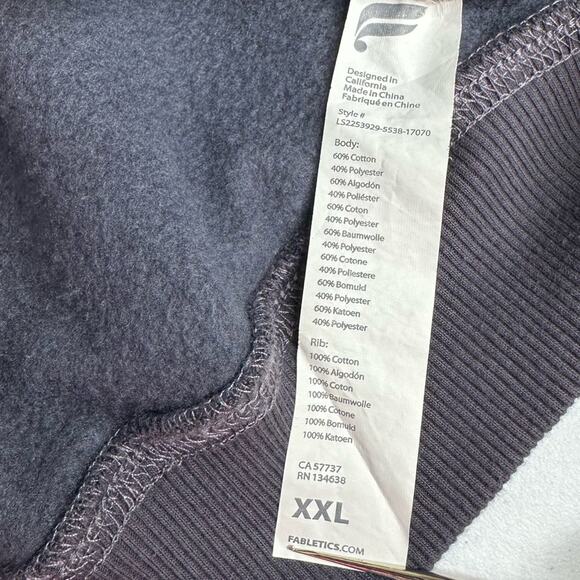 Designed in
California
Made in China
Fabriqué en Chine
Style #
LS2253929-5538-17070
Body:
60% Cotton
40% Polyester
60% Algodón
40% Poliéster
60% Coton
40% Polyester
60% Baumwolle
40% Polyester
60% Cotone
40% Poliestere
60% Bomuld
40% Polyester
60% Katoen
40% Polyester
Rib:
100% Cotton
100% Algodón
100% Coton
100% Baumwolle
100% Cotone
100% Bomuld
100% Katoen
CA 57737
RN 134638
XXL
FABLETICS.COM